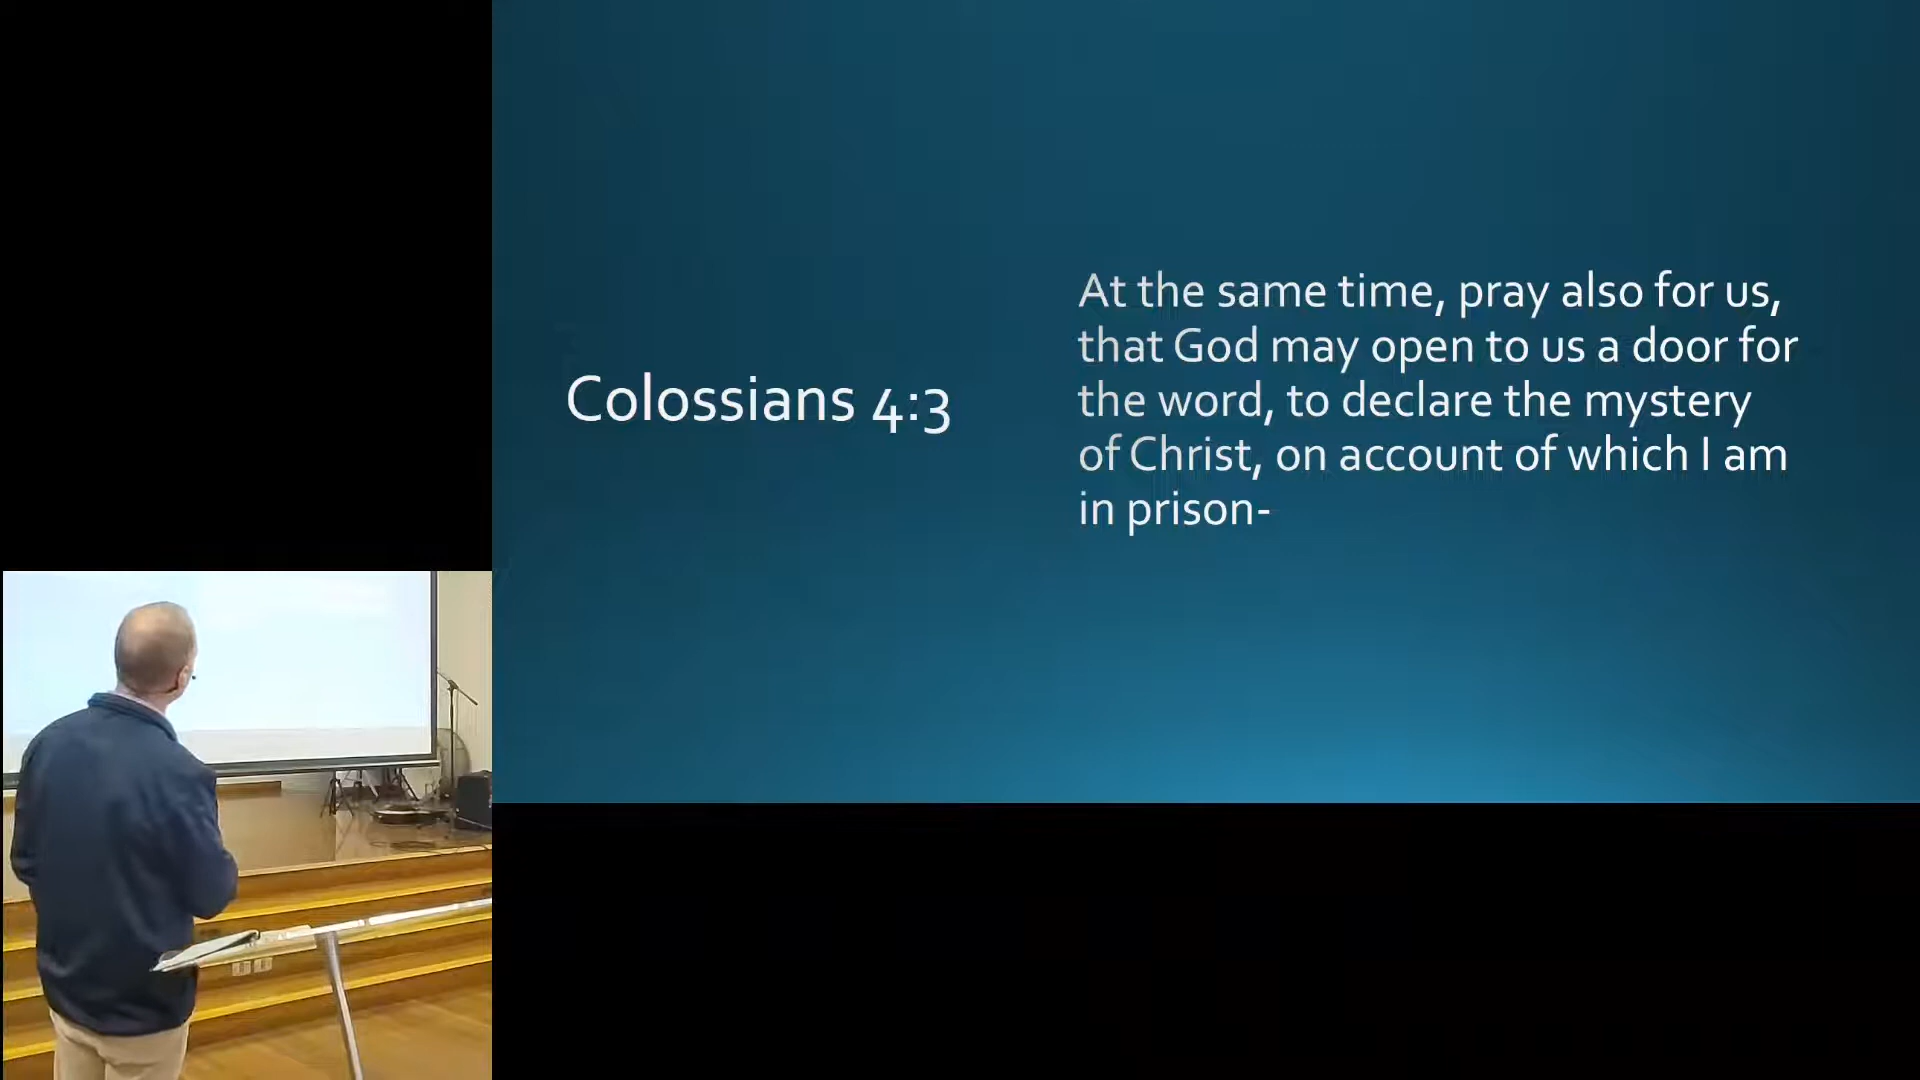 Colossians 4:3
At the same time, pray also for us,
that God may open to us a door for
the word, to declare the mystery
of Christ, on account of which I am
in prison-